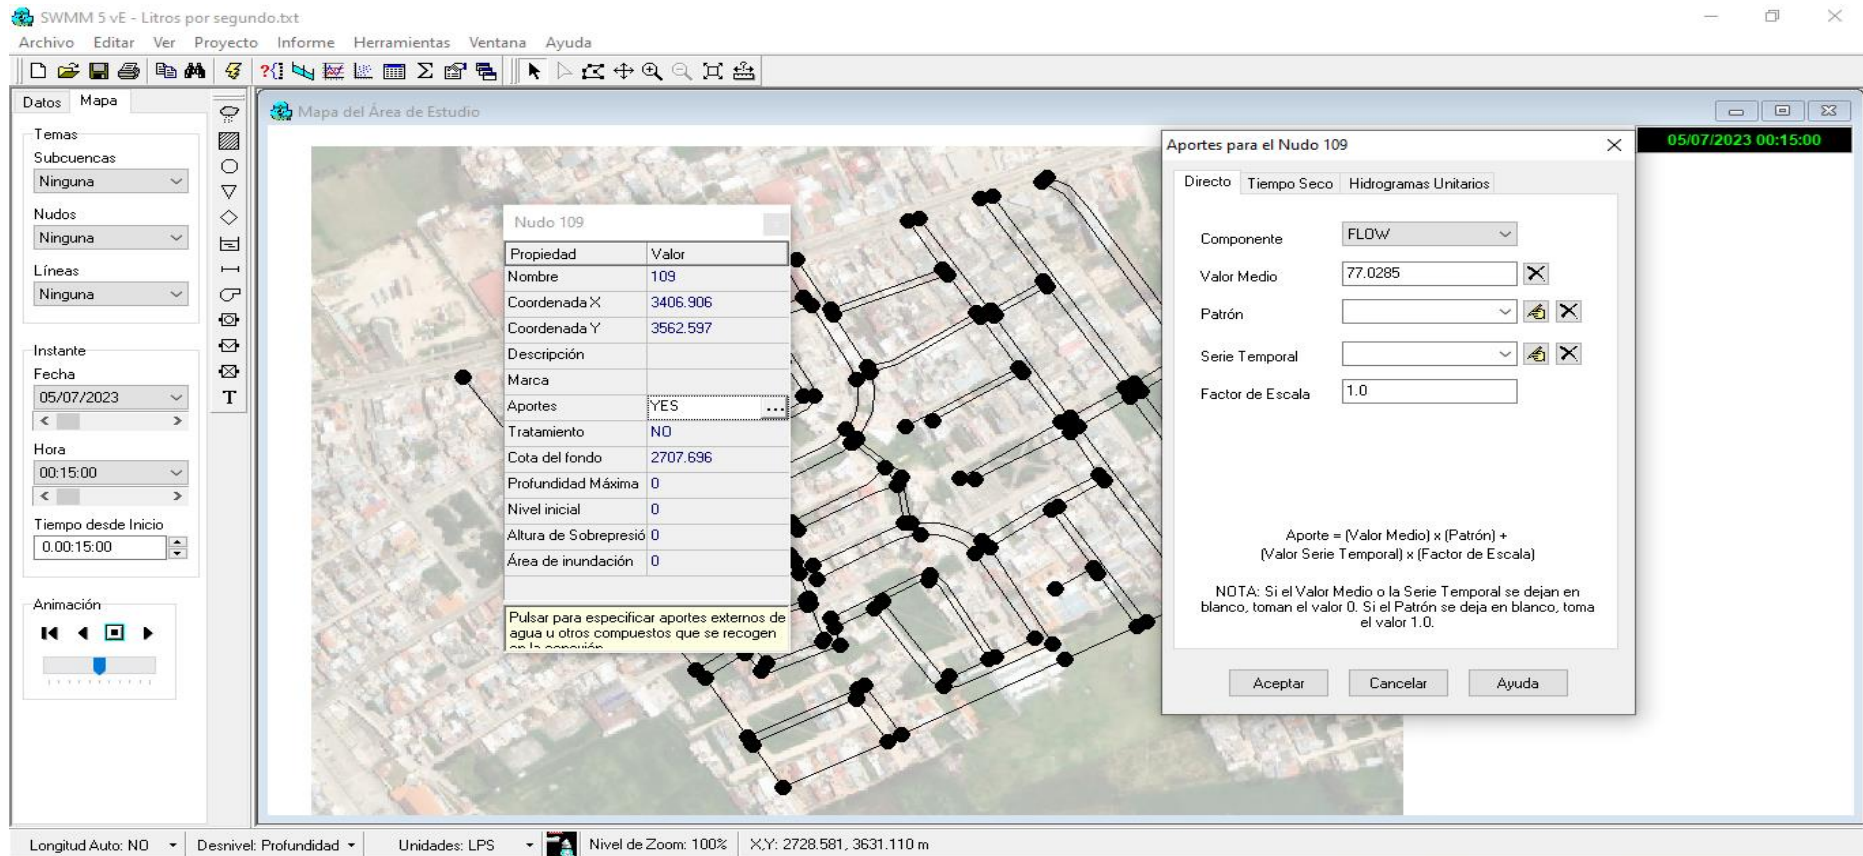 SWMM 5 vE - Litros por segundo.txt
Archivo Editar Ver Proyecto Informe Herramientas Ventana Ayuda
Datos Mapa
Temas
Subcuencas
Ninguna
Nudos
Ninguna
Líneas
Ninguna
Instante
Fecha
05/07/2023
Hora
00:15:00
Tiempo desde Inicio
0.00:15:00
Animación
T
Mapa del Área de Estudio
05/07/2023 00:15:00
Nudo 109
Propiedad Valor
Nombre 109
Coordenada X 3406.906
Coordenada Y 3562.597
Descripción
Marca
Aportes YES ...
Tratamiento NO
Cota del fondo 2707.696
Profundidad Máxima 0
Nivel inicial 0
Altura de Sobrepresió 0
Área de inundación 0
Pulsar para especificar aportes externos de
agua u otros compuestos que se recogen
Aportes para el Nudo 109
Directo Tiempo Seco Hidrogramas Unitarios
Componente FLOW
Valor Medio 77.0285
Patrón
Serie Temporal
Factor de Escala 1.0
Aporte = (Valor Medio) x (Patrón) +
(Valor Serie Temporal) x (Factor de Escala)
NOTA: Si el Valor Medio o la Serie Temporal se dejan en
blanco, toman el valor 0. Si el Patrón se deja en blanco, toma
el valor 1.0.
Aceptar Cancelar Ayuda
Longitud Auto: NO Desnivel: Profundidad Unidades: LPS Nivel de Zoom: 100% X,Y: 2728.581, 3631.110 m